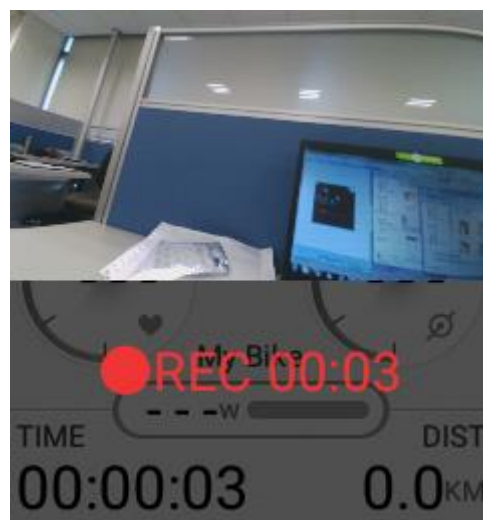 My Bike
REC 00:03
- - -W
TIME
DIST
00:00:03
0.0KM